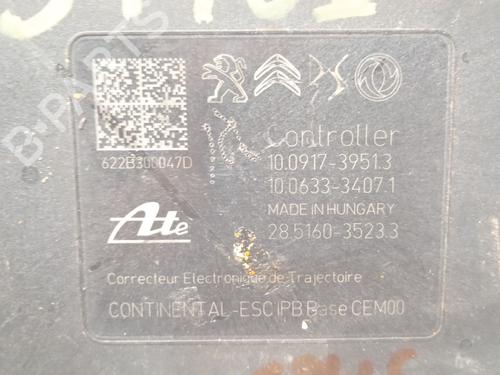 Controller
622B300047D
10.0917-3951.3
10.0633-3407.1
MADE IN HUNGARY
Ate
28.5160-3523.3
Correcteur Electronique de Trajectoire
CONTINENTAL-ESC iPB Base CEM00
B-PARTS